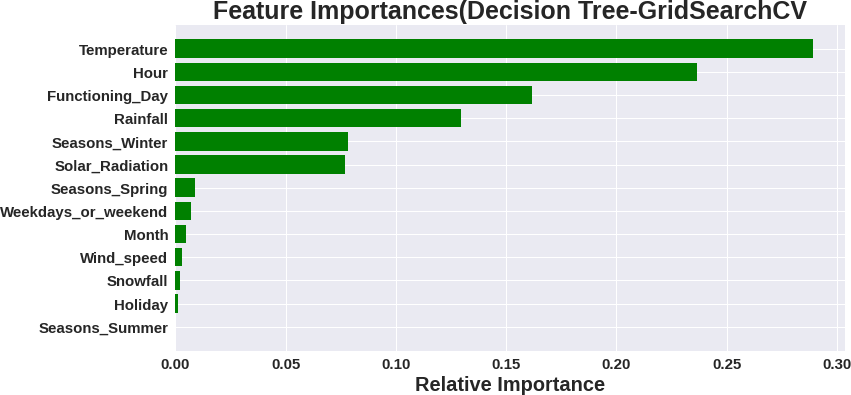 Feature Importances(Decision Tree-GridSearchCV
Temperature
Hour
Functioning_Day
Rainfall
Seasons_Winter
Solar_Radiation
Seasons_Spring
Weekdays_or_weekend
Month
Wind_speed
Snowfall
Holiday
Seasons_Summer
0.00 0.05 0.10 0.15 0.20 0.25 0.30
Relative Importance